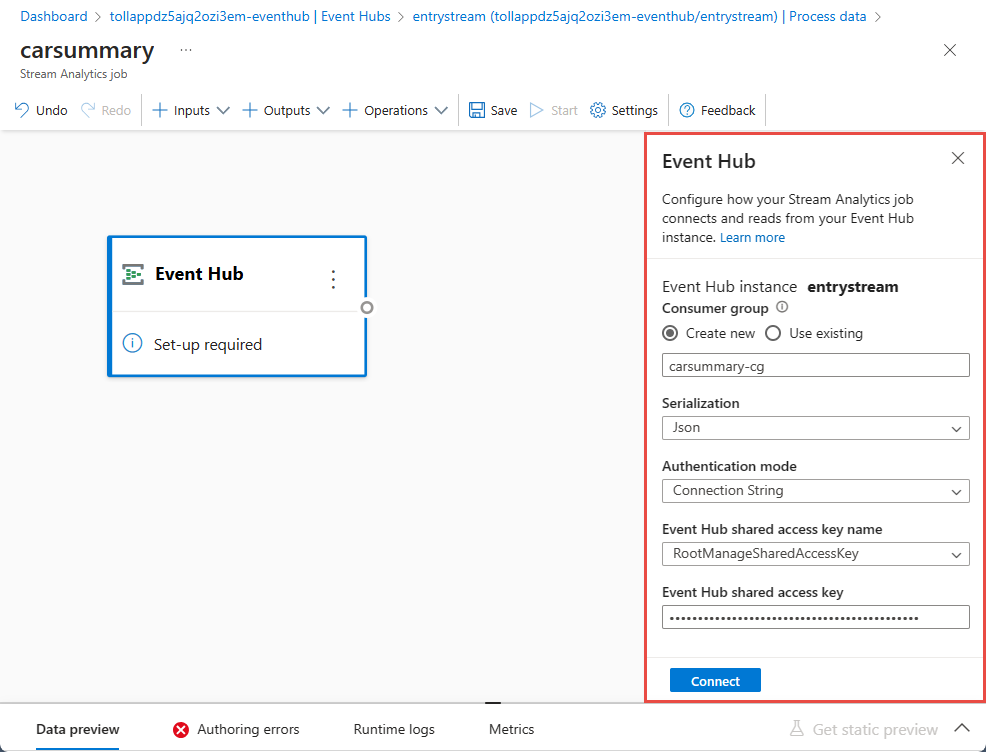 Dashboard > tollappdz5ajq2ozi3em-eventhub | Event Hubs > entrystream (tollappdz5ajq2ozi3em-eventhub/entrystream) | Process data >
carsummary ...
Stream Analytics job
Undo Redo Inputs Outputs Operations Save Start Settings Feedback
Event Hub
Configure how your Stream Analytics job
connects and reads from your Event Hub
instance. Learn more
Event Hub
Set-up required
Event Hub instance entrystream
Consumer group
Create new Use existing
carsummary-cg
Serialization
Json
Authentication mode
Connection String
Event Hub shared access key name
RootManageSharedAccessKey
Event Hub shared access key
Connect
Data preview Authoring errors Runtime logs Metrics Get static preview